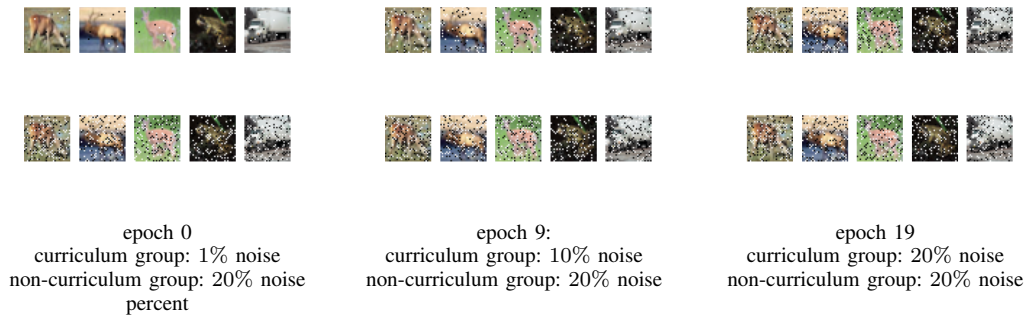 epoch 0
curriculum group: 1% noise
non-curriculum group: 20% noise
percent
epoch 9:
curriculum group: 10% noise
non-curriculum group: 20% noise
epoch 19
curriculum group: 20% noise
non-curriculum group: 20% noise